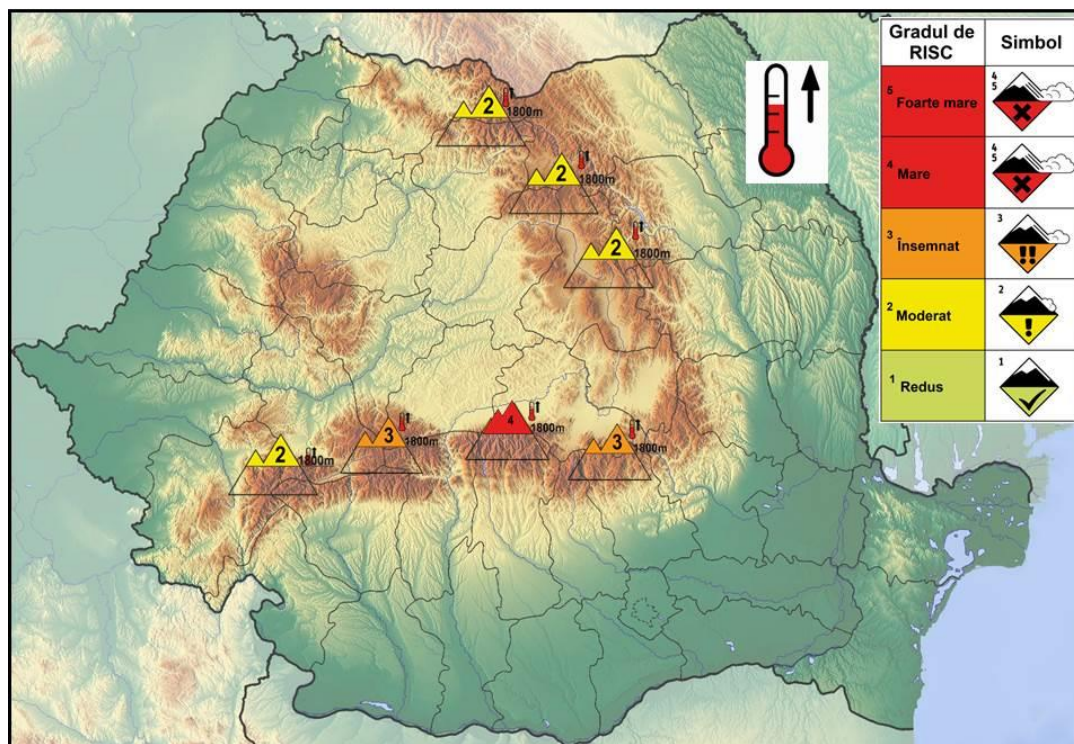 Gradul de
RISC
Simbol
5 Foarte mare
4
5
4 Mare
4
5
3 Însemnat
3
2 Moderat
2
1 Redus
1
2
1800m
2
1800m
2
1800m
4
1800m
3
1800m
3
1800m
2
1800m